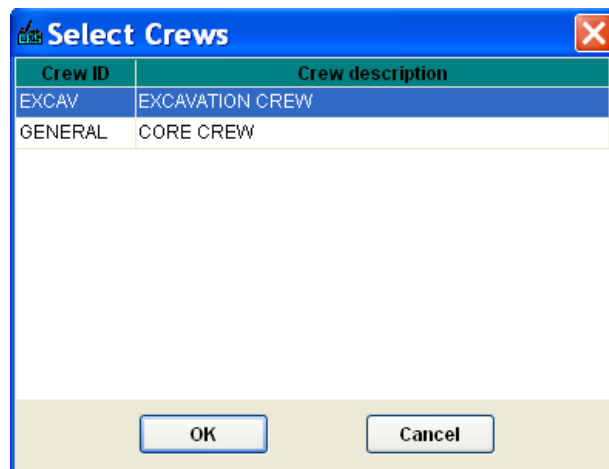 Select Crews
Crew ID Crew description
EXCAV EXCAVATION CREW
GENERAL CORE CREW
OK Cancel